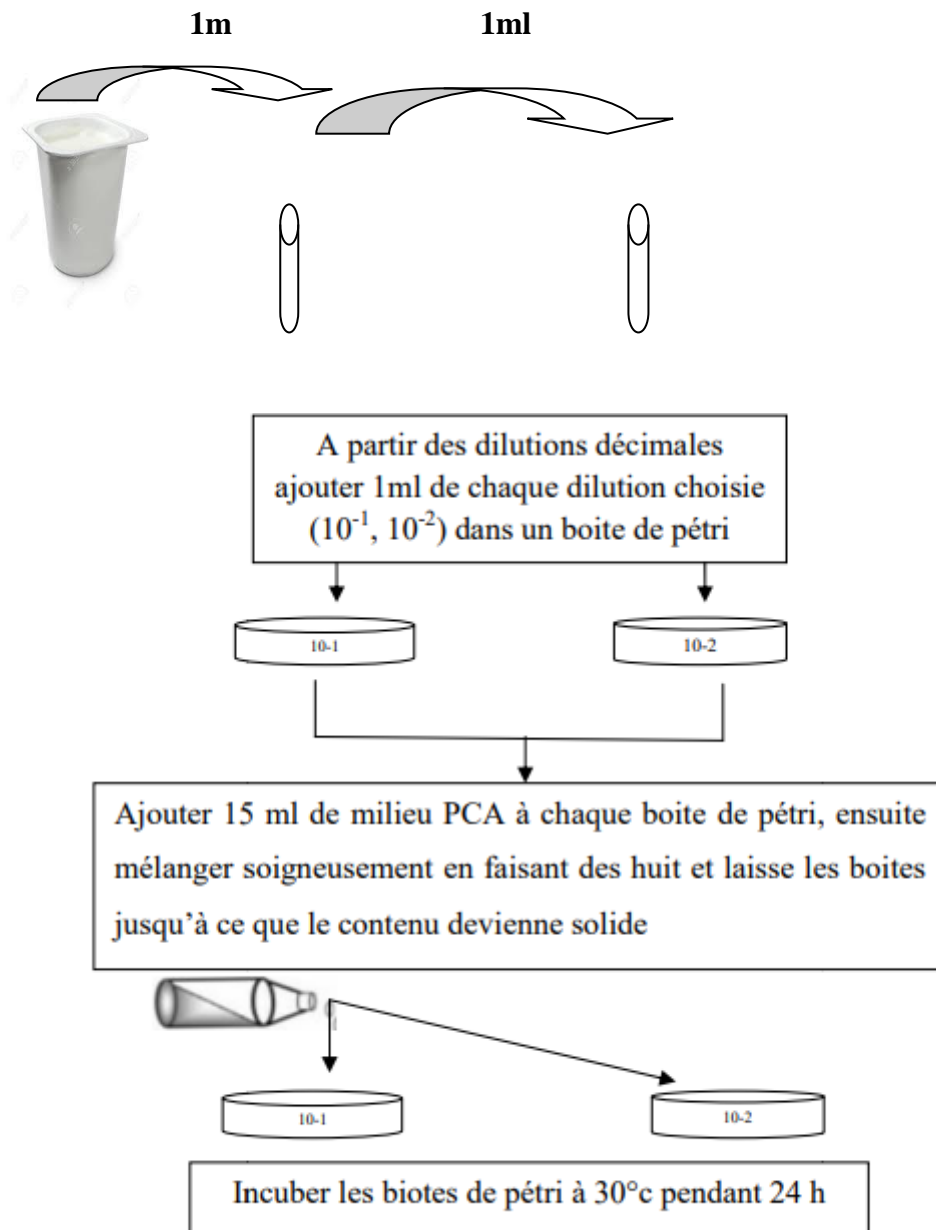 1m 1ml
A partir des dilutions décimales
ajouter 1ml de chaque dilution choisie
(10⁻¹, 10⁻²) dans un boite de pétri
10-1 10-2
Ajouter 15 ml de milieu PCA à chaque boite de pétri, ensuite
mélanger soigneusement en faisant des huit et laisse les boites
jusqu’à ce que le contenu devienne solide
10-1 10-2
Incuber les biotes de pétri à 30°c pendant 24 h